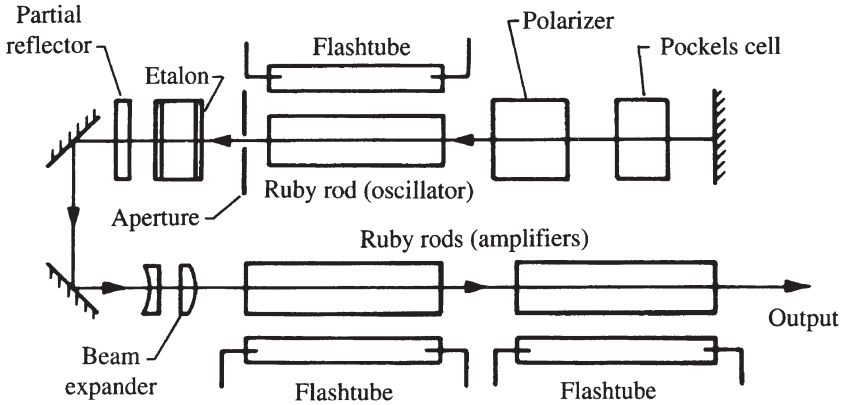 Partial
reflector
Flashtube
Polarizer
Pockels cell
Etalon
Ruby rod (oscillator)
Aperture
Ruby rods (amplifiers)
Output
Beam
expander
Flashtube
Flashtube